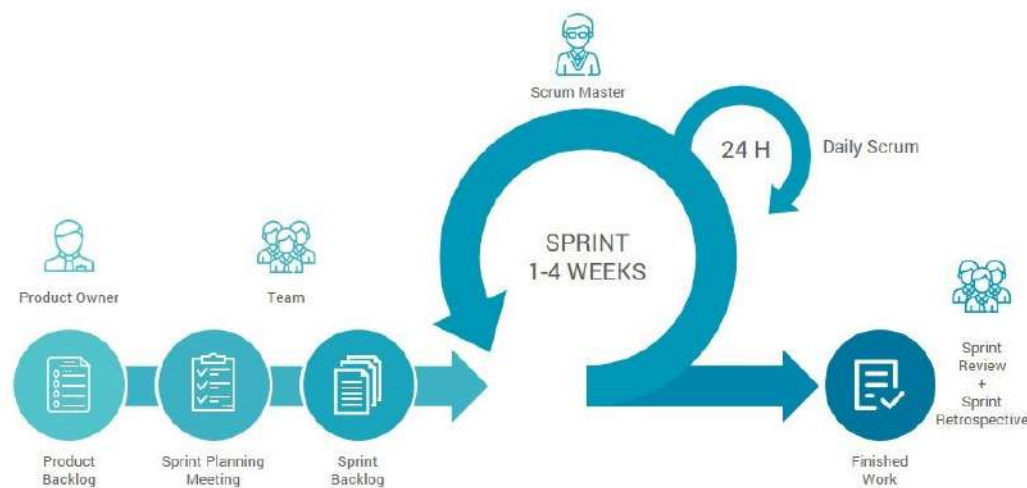 Scrum Master
24 H
Daily Scrum
SPRINT
1-4 WEEKS
Product Owner
Team
Sprint
Review
+
Sprint
Retrospective
Product
Backlog
Sprint Planning
Meeting
Sprint
Backlog
Finished
Work